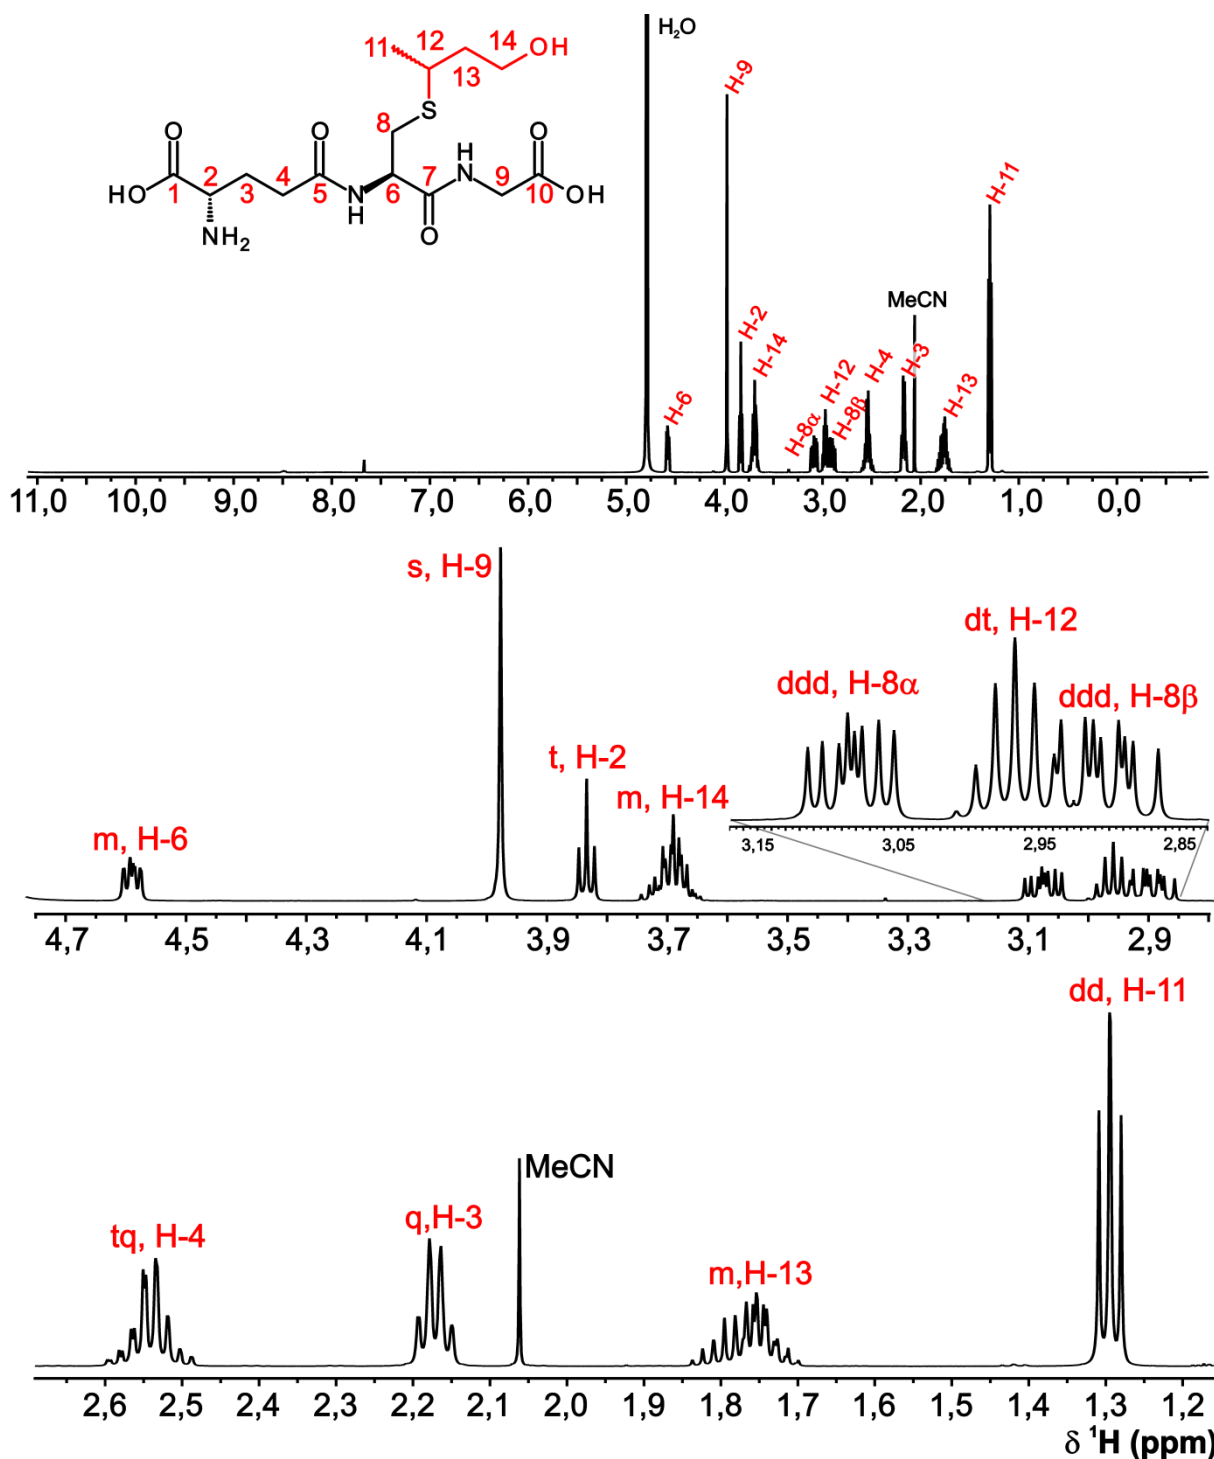 H₂O
12
14
OH
11
13
S
8
H-9
O
O
H
N
O
2
4
7
9
HO
1
3
5
N
H
6
10
OH
NH₂
O
H-11
MeCN
H-2
H-14
H-6
H-8α
H-12
H-8β
H-4
H-3
H-13
11,0
10,0
9,0
8,0
7,0
6,0
5,0
4,0
3,0
2,0
1,0
0,0
s, H-9
dt, H-12
ddd, H-8α
ddd, H-8β
t, H-2
m, H-14
m, H-6
3,15
3,05
2,95
2,85
4,7
4,5
4,3
4,1
3,9
3,7
3,5
3,3
3,1
2,9
dd, H-11
MeCN
tq, H-4
q,H-3
m,H-13
2,6
2,5
2,4
2,3
2,2
2,1
2,0
1,9
1,8
1,7
1,6
1,5
1,4
1,3
1,2
δ ¹H (ppm)